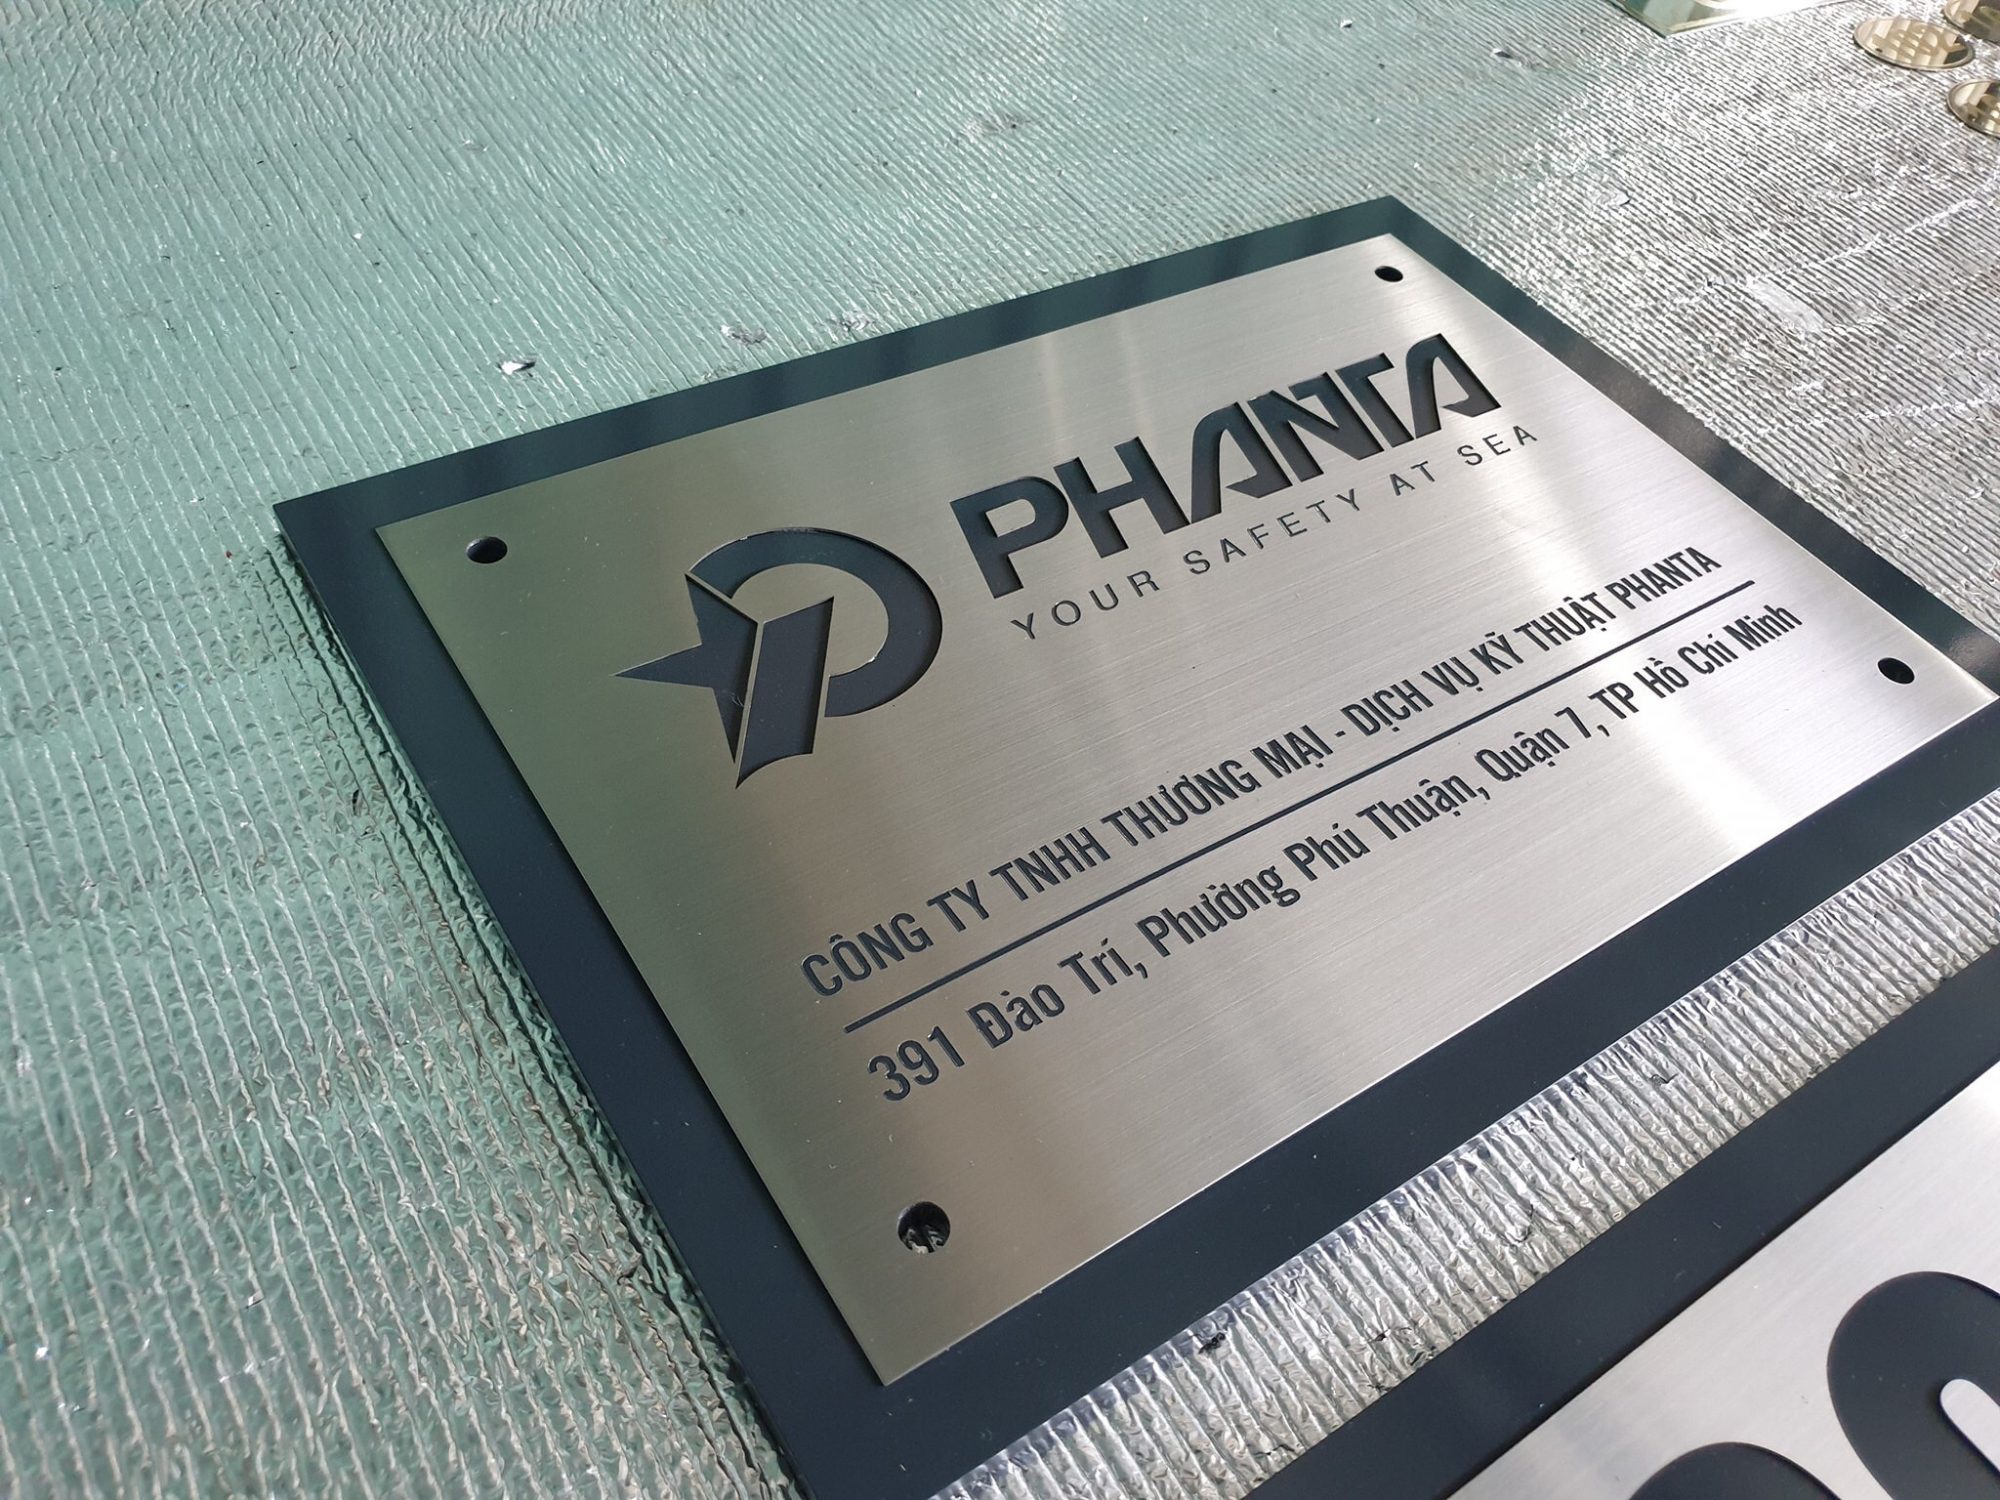 PHANTA
YOUR SAFETY AT SEA
CÔNG TY TNHH THƯƠNG MẠI - DỊCH VỤ KỸ THUẬT PHANTA
391 Đào Trí, Phường Phú Thuận, Quận 7, TP Hồ Chí Minh